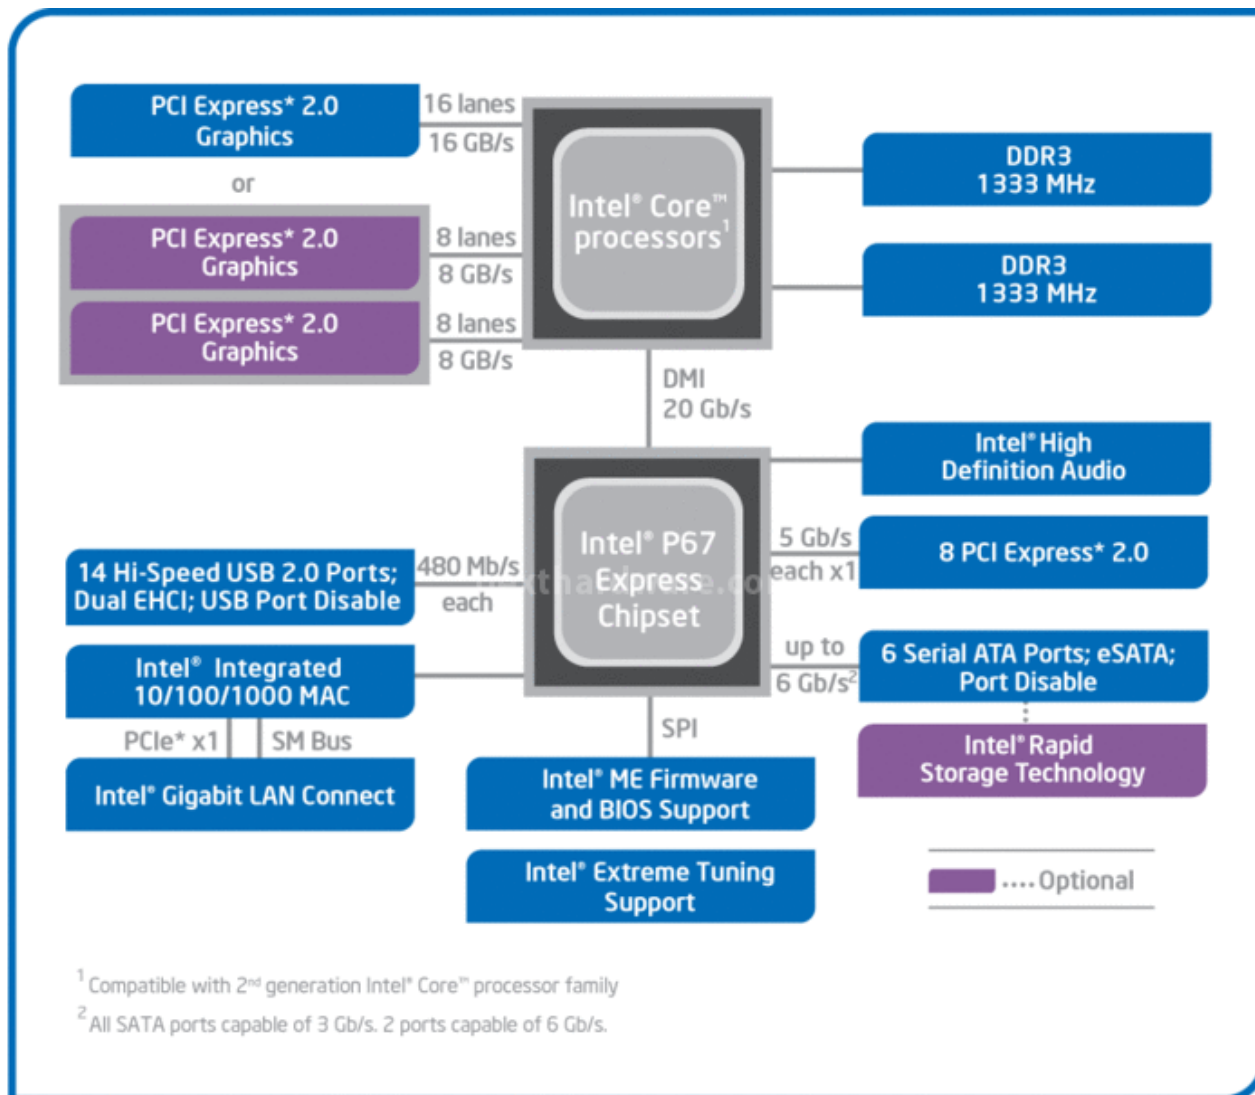 PCI Express* 2.0
Graphics
16 lanes
16 GB/s
or
PCI Express* 2.0
Graphics
8 lanes
8 GB/s
PCI Express* 2.0
Graphics
8 lanes
8 GB/s
Intel® Core™
processors¹
DDR3
1333 MHz
DDR3
1333 MHz
DMI
20 Gb/s
Intel® High
Definition Audio
Intel® P67
Express
Chipset
5 Gb/s
each x1
8 PCI Express* 2.0
14 Hi-Speed USB 2.0 Ports;
Dual EHCI; USB Port Disable
480 Mb/s
each
up to
6 Gb/s²
6 Serial ATA Ports; eSATA;
Port Disable
Intel® Integrated
10/100/1000 MAC
PCIe* x1
SM Bus
Intel® Gigabit LAN Connect
SPI
Intel® ME Firmware
and BIOS Support
Intel® Rapid
Storage Technology
Intel® Extreme Tuning
Support
Optional
¹ Compatible with 2nd generation Intel® Core™ processor family
² All SATA ports capable of 3 Gb/s. 2 ports capable of 6 Gb/s.